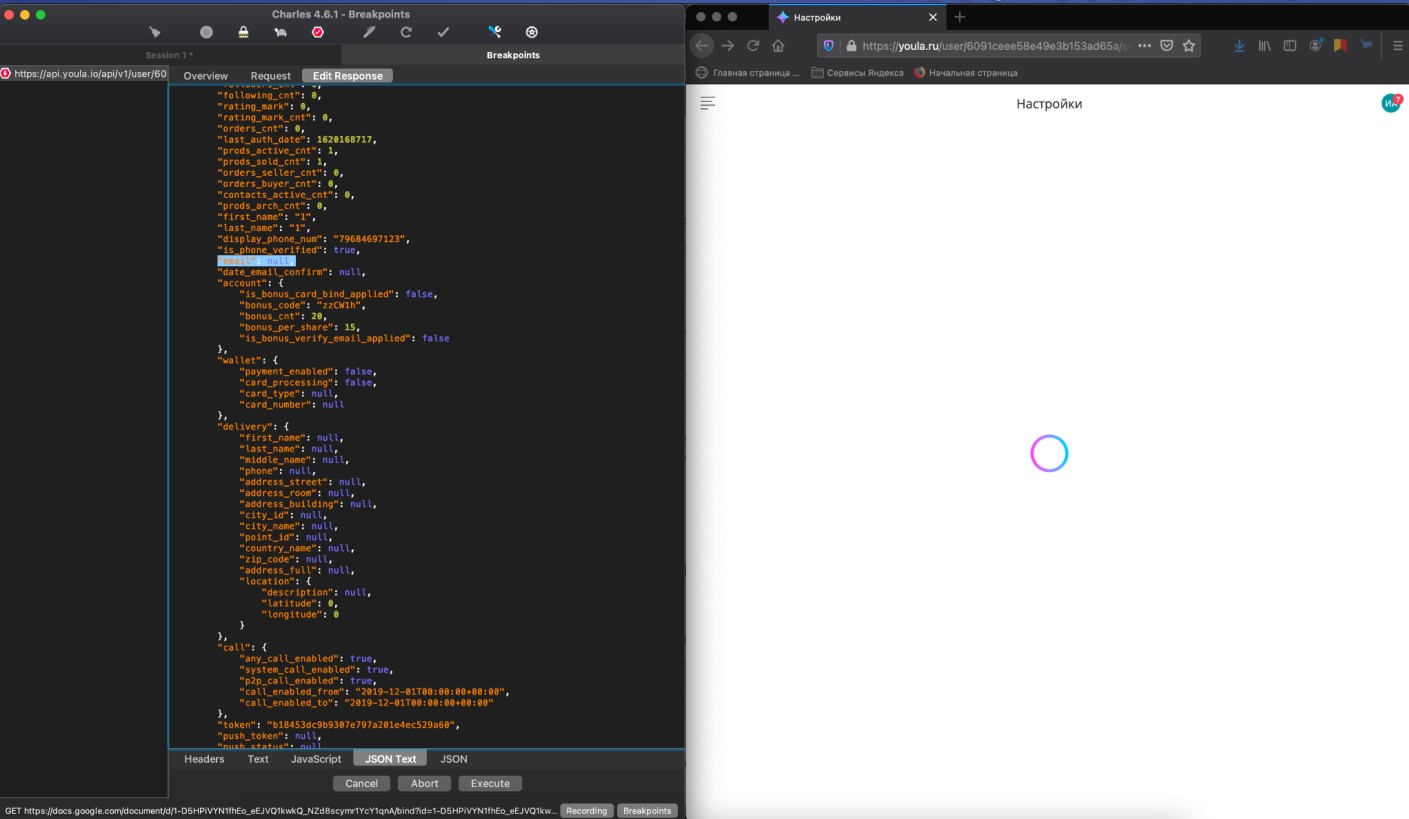 Charles 4.6.1 - Breakpoints
Session 1 *
Breakpoints
https://api.youla.io/api/v1/user/60
Overview Request Edit Response
"followers_cnt": 1,
"following_cnt": 0,
"rating_mark": 0,
"rating_mark_cnt": 0,
"orders_cnt": 0,
"last_auth_date": 1620168717,
"prods_active_cnt": 1,
"prods_sold_cnt": 1,
"orders_seller_cnt": 0,
"orders_buyer_cnt": 0,
"contacts_active_cnt": 0,
"prods_arch_cnt": 0,
"first_name": "1",
"last_name": "1",
"display_phone_num": "79684697123",
"is_phone_verified": true,
"email": null,
"date_email_confirm": null,
"account": {
"is_bonus_card_bind_applied": false,
"bonus_code": "zzCW1h",
"bonus_cnt": 20,
"bonus_per_share": 15,
"is_bonus_verify_email_applied": false
},
"wallet": {
"payment_enabled": false,
"card_processing": false,
"card_type": null,
"card_number": null
},
"delivery": {
"first_name": null,
"last_name": null,
"middle_name": null,
"phone": null,
"address_street": null,
"address_room": null,
"address_building": null,
"city_id": null,
"city_name": null,
"point_id": null,
"country_name": null,
"zip_code": null,
"address_full": null,
"location": {
"description": null,
"latitude": 0,
"longitude": 0
}
},
"call": {
"any_call_enabled": true,
"system_call_enabled": true,
"p2p_call_enabled": true,
"call_enabled_from": "2019-12-01T00:00:00+00:00",
"call_enabled_to": "2019-12-01T00:00:00+00:00"
},
"token": "b18453dc9b9307e797a201e4ec529a60",
"push_token": null,
"push_status": null
Headers Text JavaScript JSON Text JSON
Cancel Abort Execute
GET https://docs.google.com/document/d/1-D5HPiVYN1fhEo_eEJVQ1kwkQ_NZd8scymr1YcY1qnA/bind?id=1-D5HPiVYN1fhEo_eEJVQ1kw... Recording Breakpoints
Настройки
https://youla.ru/user/6091ceee58e49e3b153ad65a/s
Главная страница ... Сервисы Яндекса Начальная страница
Настройки
ИА 7